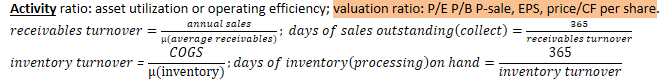 Activity ratio: asset utilization or operating efficiency; valuation ratio: P/E P/B P-sale, EPS, price/CF per share.
receivables turnover = annual sales / μ(average receivables); days of sales outstanding(collect) = 365 / receivables turnover
inventory turnover = COGS / μ(inventory); days of inventory(processing)on hand = 365 / inventory turnover